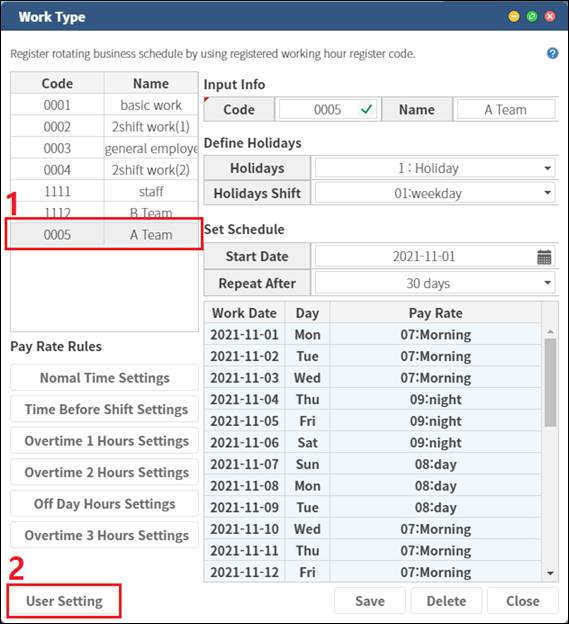 Work Type
Register rotating business schedule by using registered working hour register code.
Code Name
0001 basic work
0002 2shift work(1)
0003 general employe
0004 2shift work(2)
1111 staff
1112 B Team
1
0005 A Team
Pay Rate Rules
Nomal Time Settings
Time Before Shift Settings
Overtime 1 Hours Settings
Overtime 2 Hours Settings
Off Day Hours Settings
Overtime 3 Hours Settings
2
User Setting
Input Info
Code 0005 Name A Team
Define Holidays
Holidays 1 : Holiday
Holidays Shift 01:weekday
Set Schedule
Start Date 2021-11-01
Repeat After 30 days
Work Date Day Pay Rate
2021-11-01 Mon 07:Morning
2021-11-02 Tue 07:Morning
2021-11-03 Wed 07:Morning
2021-11-04 Thu 09:night
2021-11-05 Fri 09:night
2021-11-06 Sat 09:night
2021-11-07 Sun 08:day
2021-11-08 Mon 08:day
2021-11-09 Tue 08:day
2021-11-10 Wed 07:Morning
2021-11-11 Thu 07:Morning
2021-11-12 Fri 07:Morning
Save Delete Close